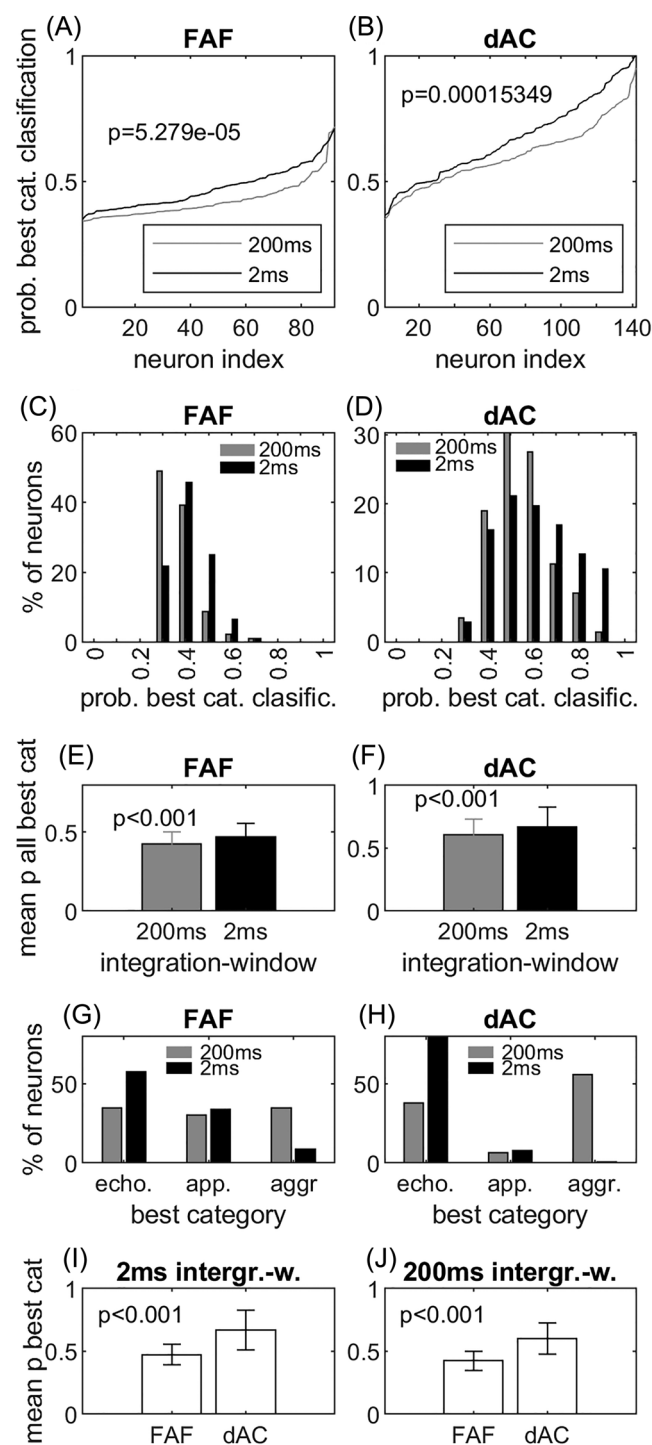 (A) FAF
(B) dAC
prob. best cat. clasification
1
0.5
0
p=5.279e-05
200ms
2ms
20 40 60 80
neuron index
1
0.5
0
p=0.00015349
200ms
2ms
20 60 100 140
neuron index
(C) FAF
(D) dAC
% of neurons
60
40
20
0
200ms
2ms
0 0.2 0.4 0.6 0.8 1
prob. best cat. clasific.
30
20
10
0
200ms
2ms
0 0.2 0.4 0.6 0.8 1
prob. best cat. clasific.
(E) FAF
(F) dAC
mean p all best cat
0.5
0
p<0.001
200ms 2ms
integration-window
1
0.5
0
p<0.001
200ms 2ms
integration-window
(G) FAF
(H) dAC
% of neurons
50
0
200ms
2ms
echo. app. aggr
best category
50
0
200ms
2ms
echo. app. aggr.
best category
(I) 2ms intergr.-w.
(J) 200ms intergr.-w.
mean p best cat
1
0.5
0
p<0.001
FAF dAC
1
0.5
0
p<0.001
FAF dAC